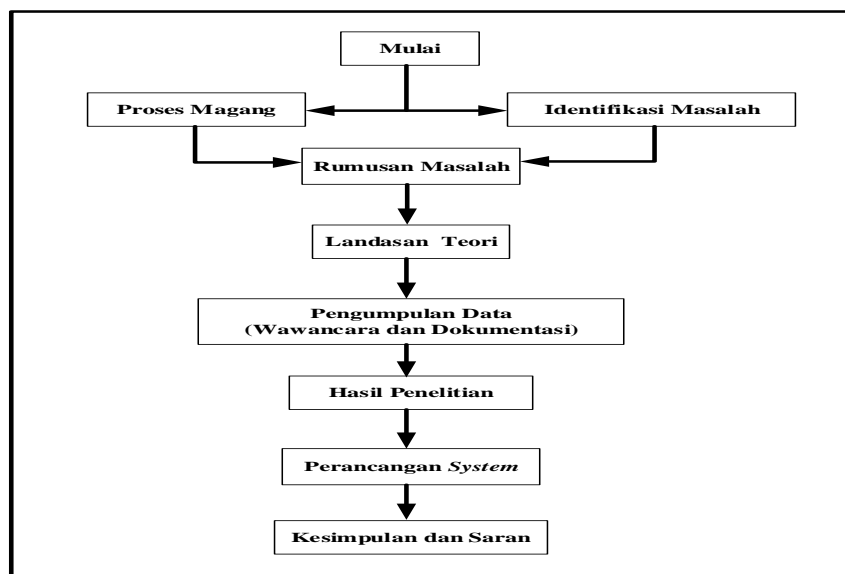 Mulai
Proses Magang
Identifikasi Masalah
Rumusan Masalah
Landasan Teori
Pengumpulan Data
(Wawancara dan Dokumentasi)
Hasil Penelitian
Perancangan System
Kesimpulan dan Saran